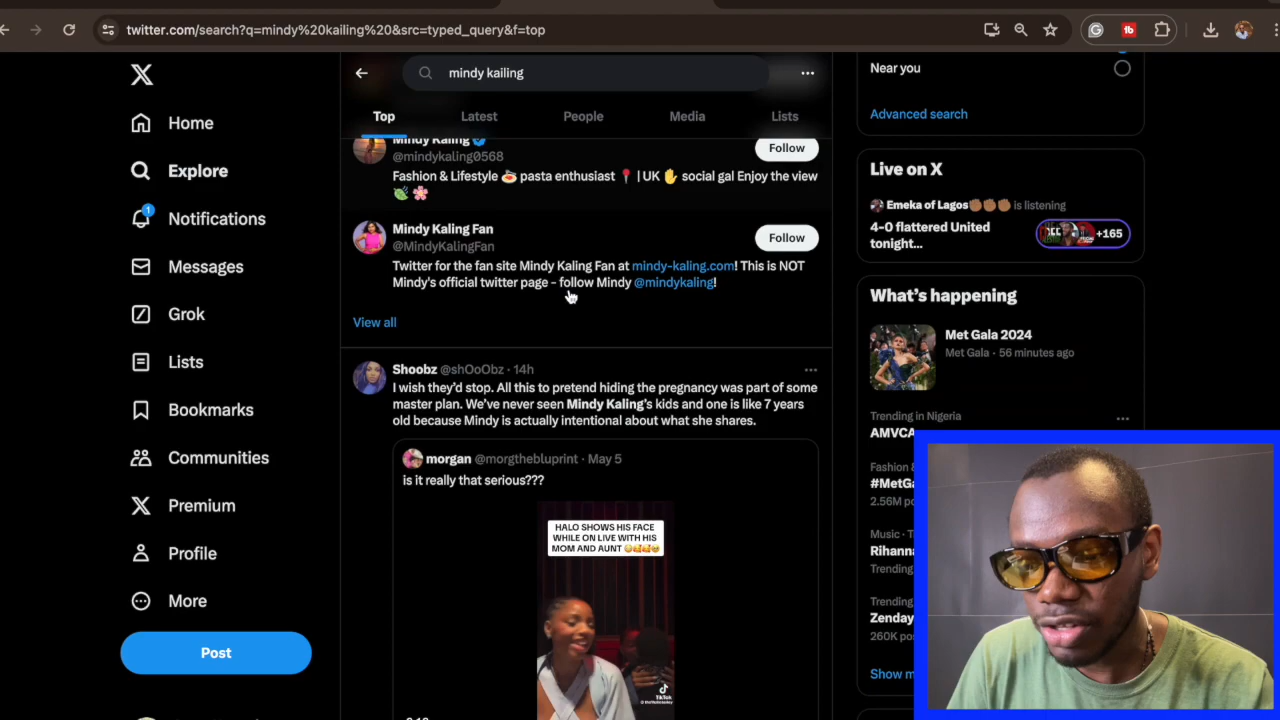 twitter.com/search?q=mindy%20kailing%20&src=typed_query&f=top
Home
Explore
1
Notifications
Messages
Grok
Lists
Bookmarks
Communities
Premium
Profile
More
Post
mindy kailing
Top
Latest
People
Media
Lists
Mindy Kaling
@mindykaling0568
Follow
Fashion & Lifestyle 🍝 pasta enthusiast 📍 | UK ✋ social gal Enjoy the view
🍃 🌸
Mindy Kaling Fan
@MindyKalingFan
Follow
Twitter for the fan site Mindy Kaling Fan at mindy-kaling.com! This is NOT
Mindy's official twitter page - follow Mindy @mindykaling!
View all
Shoobz @shOoObz · 14h
I wish they'd stop. All this to pretend hiding the pregnancy was part of some
master plan. We've never seen Mindy Kaling's kids and one is like 7 years
old because Mindy is actually intentional about what she shares.
morgan @morgthebluprint · May 5
is it really that serious???
HALO SHOWS HIS FACE
WHILE ON LIVE WITH HIS
MOM AND AUNT
TikTok
Near you
Advanced search
Live on X
Emeka of Lagos✊🏾✊🏾✊🏾 is listening
4-0 flattered United
tonight...
+165
What's happening
Met Gala 2024
Met Gala · 56 minutes ago
Trending in Nigeria
AMVCA
Fashion &
#MetGa
2.56M po
Music · T
Rihann
Trending
Trending
Zenday
260K po
Show m